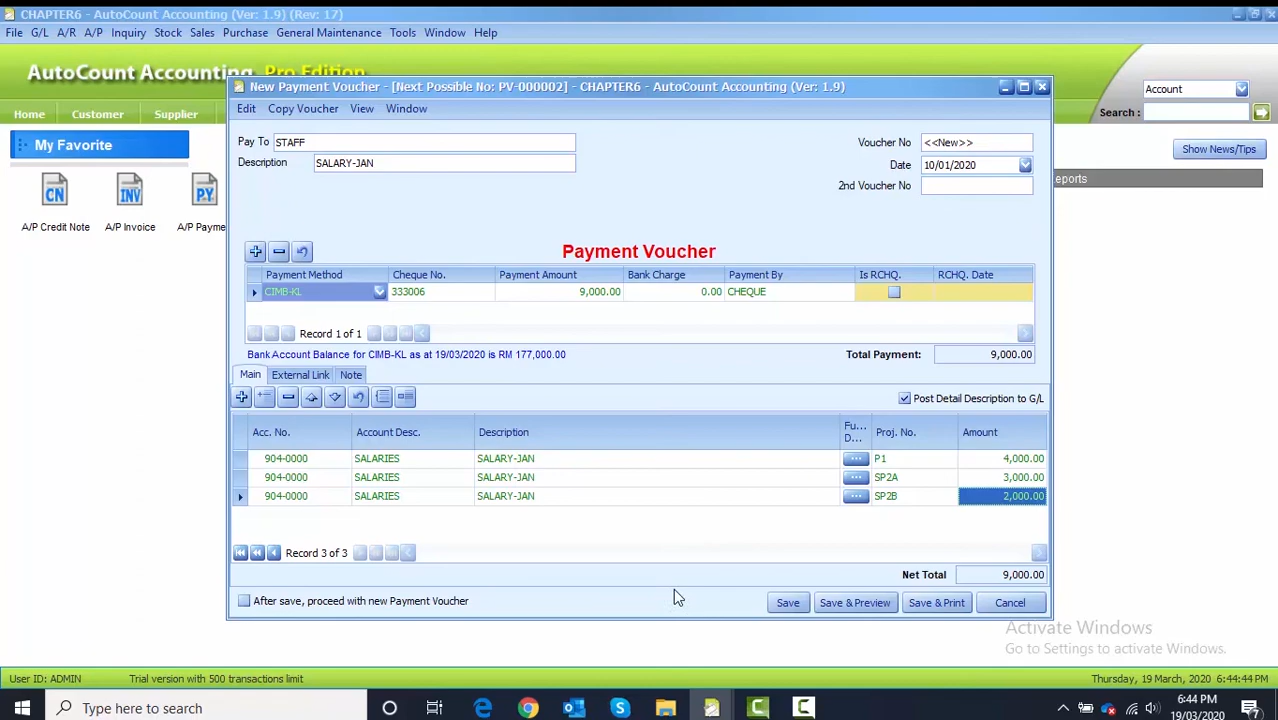 CHAPTER6 - AutoCount Accounting (Ver: 1.9) (Rev: 17)
File G/L A/R A/P Inquiry Stock Sales Purchase General Maintenance Tools Window Help
AutoCount Accounting Pro Edition
Account
Home Customer Supplier
Search :
My Favorite
Show News/Tips
CN INV PY
eports
A/P Credit Note A/P Invoice A/P Payme
New Payment Voucher - [Next Possible No: PV-000002] - CHAPTER6 - AutoCount Accounting (Ver: 1.9)
Edit Copy Voucher View Window
Pay To STAFF
Voucher No <<New>>
Description SALARY-JAN
Date 10/01/2020
2nd Voucher No
Payment Voucher
Payment Method Cheque No. Payment Amount Bank Charge Payment By Is RCHQ. RCHQ. Date
CIMB-KL 333006 9,000.00 0.00 CHEQUE
Record 1 of 1
Bank Account Balance for CIMB-KL as at 19/03/2020 is RM 177,000.00
Total Payment: 9,000.00
Main External Link Note
Post Detail Description to G/L
Acc. No. Account Desc. Description Fu... D... Proj. No. Amount
904-0000 SALARIES SALARY-JAN ... P1 4,000.00
904-0000 SALARIES SALARY-JAN ... SP2A 3,000.00
904-0000 SALARIES SALARY-JAN ... SP2B 2,000.00
Record 3 of 3
Net Total 9,000.00
After save, proceed with new Payment Voucher
Save Save & Preview Save & Print Cancel
Activate Windows
Go to Settings to activate Windows.
User ID: ADMIN Trial version with 500 transactions limit Thursday, 19 March, 2020 6:44:44 PM
Type here to search
6:44 PM
19/03/2020
7